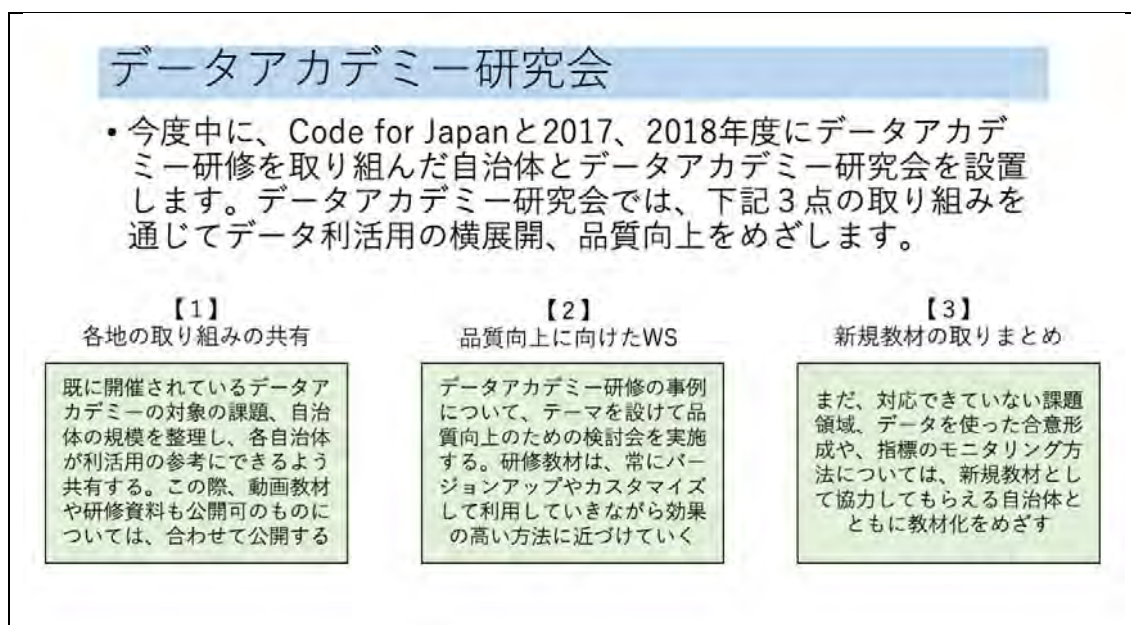 データアカデミー研究会
• 今度中に、Code for Japanと2017、2018年度にデータアカデ
ミー研修を取り組んだ自治体とデータアカデミー研究会を設置
します。データアカデミー研究会では、下記３点の取り組みを
通じてデータ利活用の横展開、品質向上をめざします。
【1】
各地の取り組みの共有
既に開催されているデータア
カデミーの対象の課題、自治
体の規模を整理し、各自治体
が利活用の参考にできるよう
共有する。この際、動画教材
や研修資料も公開可のものに
ついては、合わせて公開する
【2】
品質向上に向けたWS
データアカデミー研修の事例
について、テーマを設けて品
質向上のための検討会を実施
する。研修教材は、常にバー
ジョンアップやカスタマイズ
して利用していきながら効果
の高い方法に近づけていく
【3】
新規教材の取りまとめ
まだ、対応できていない課題
領域、データを使った合意形
成や、指標のモニタリング方
法については、新規教材とし
て協力してもらえる自治体と
ともに教材化をめざす